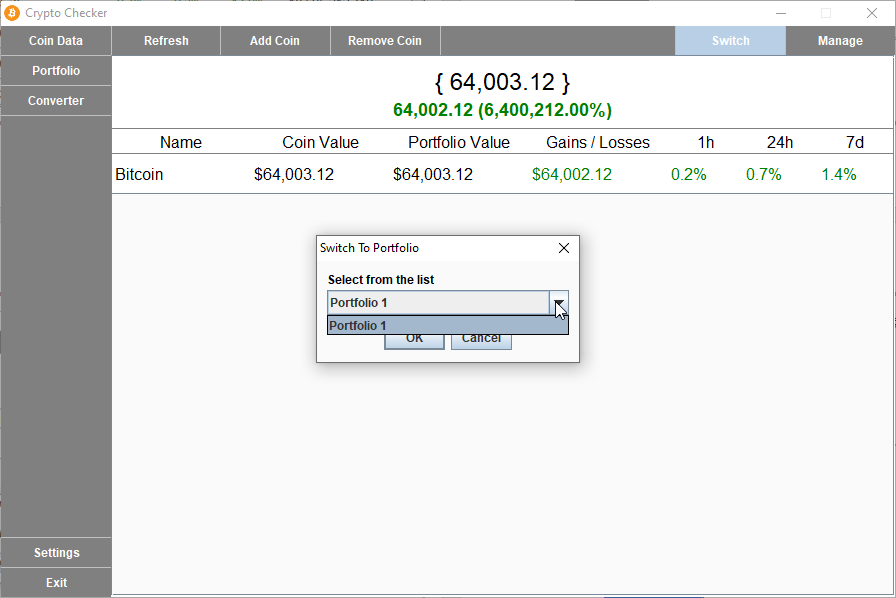 Crypto Checker
Coin Data
Refresh
Add Coin
Remove Coin
Switch
Manage
Portfolio
Converter
{ 64,003.12 }
64,002.12 (6,400,212.00%)
Name Coin Value Portfolio Value Gains / Losses 1h 24h 7d
Bitcoin $64,003.12 $64,003.12 $64,002.12 0.2% 0.7% 1.4%
Switch To Portfolio
Select from the list
Portfolio 1
Portfolio 1
OK Cancel
Settings
Exit